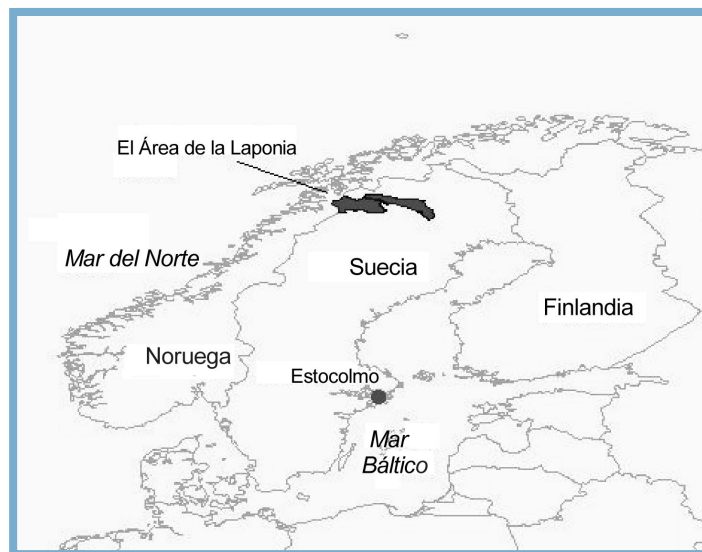 El Área de la Laponia
Mar del Norte
Suecia
Finlandia
Noruega
Estocolmo
Mar
Báltico